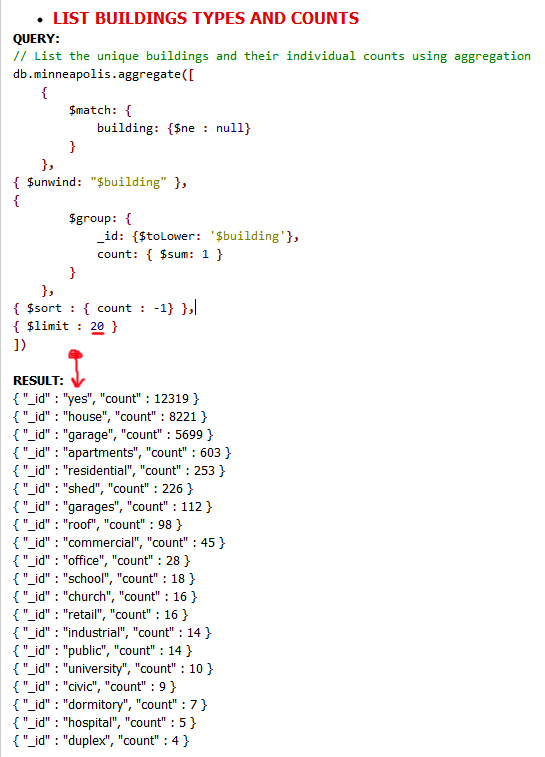 • LIST BUILDINGS TYPES AND COUNTS
QUERY:
// List the unique buildings and their individual counts using aggregation
db.minneapolis.aggregate([
    {
        $match: {
            building: {$ne : null}
        }
    },
{ $unwind: "$building" },
{
        $group: {
            _id: {$toLower: '$building'},
            count: { $sum: 1 }
        }
    },
{ $sort : { count : -1} },
{ $limit : 20 }
])
RESULT:
{ "_id" : "yes", "count" : 12319 }
{ "_id" : "house", "count" : 8221 }
{ "_id" : "garage", "count" : 5699 }
{ "_id" : "apartments", "count" : 603 }
{ "_id" : "residential", "count" : 253 }
{ "_id" : "shed", "count" : 226 }
{ "_id" : "garages", "count" : 112 }
{ "_id" : "roof", "count" : 98 }
{ "_id" : "commercial", "count" : 45 }
{ "_id" : "office", "count" : 28 }
{ "_id" : "school", "count" : 18 }
{ "_id" : "church", "count" : 16 }
{ "_id" : "retail", "count" : 16 }
{ "_id" : "industrial", "count" : 14 }
{ "_id" : "public", "count" : 14 }
{ "_id" : "university", "count" : 10 }
{ "_id" : "civic", "count" : 9 }
{ "_id" : "dormitory", "count" : 7 }
{ "_id" : "hospital", "count" : 5 }
{ "_id" : "duplex", "count" : 4 }